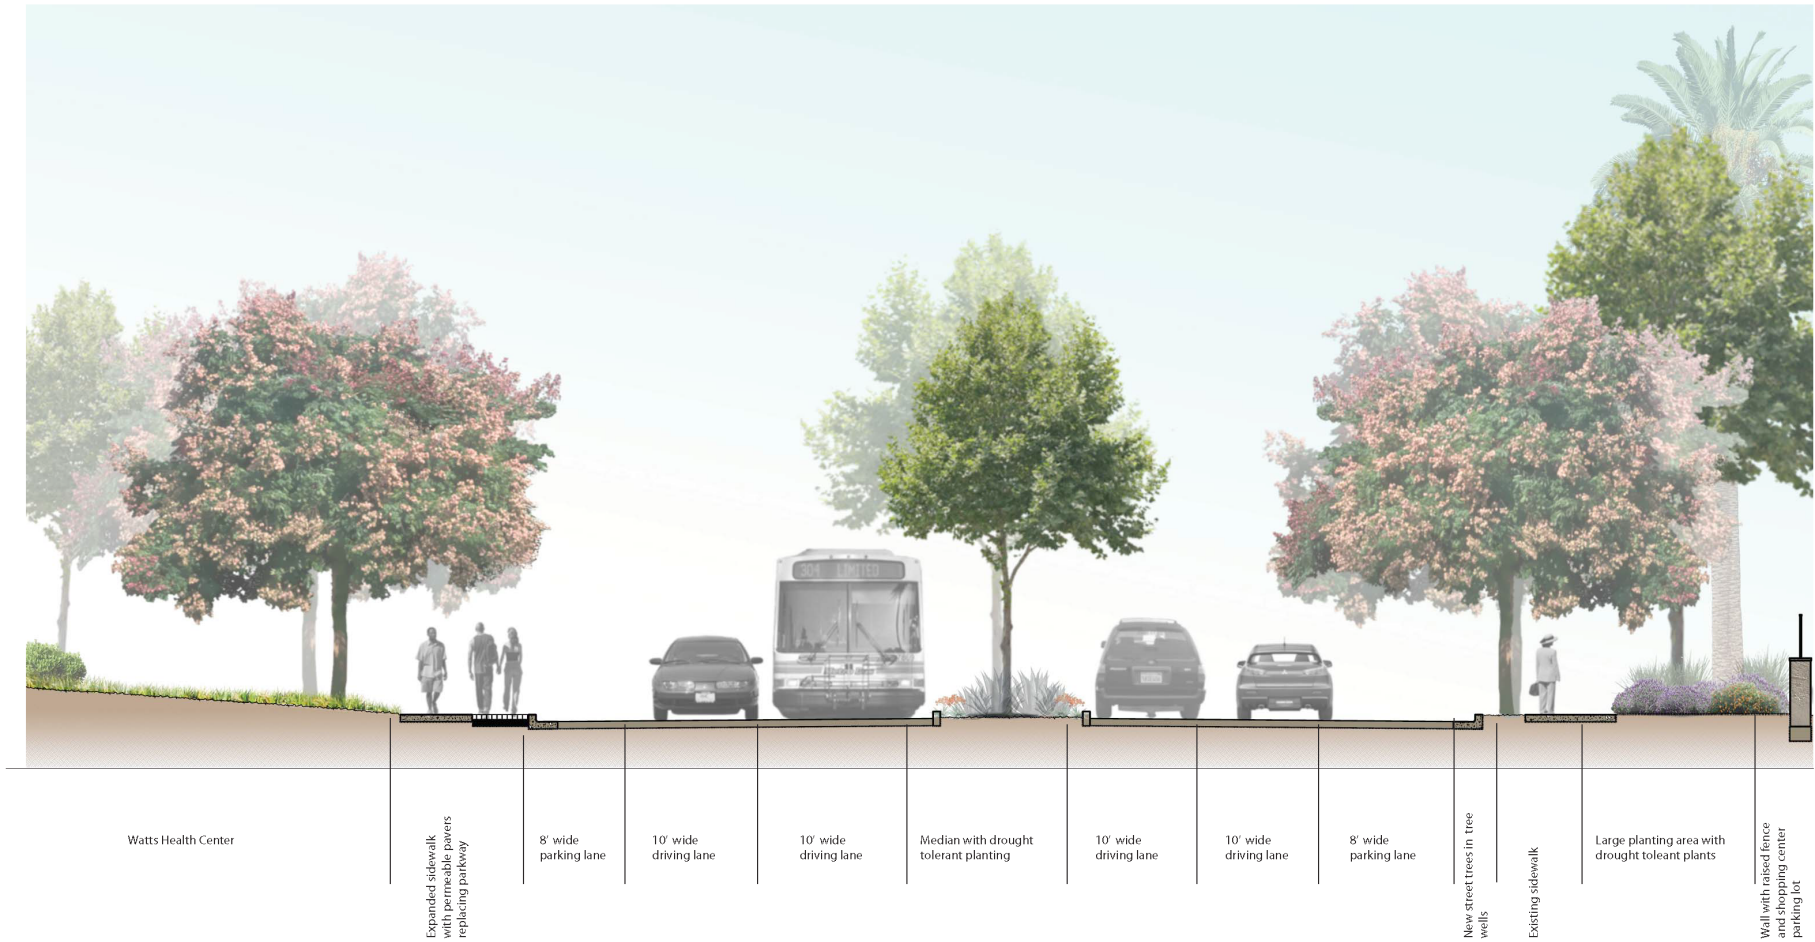 304 LIMITED
Watts Health Center
Expanded sidewalk
with permeable pavers
replacing parkway
8' wide
parking lane
10' wide
driving lane
10' wide
driving lane
Median with drought
tolerant planting
10' wide
driving lane
10' wide
driving lane
8' wide
parking lane
New street trees in tree
wells
Existing sidewalk
Large planting area with
drought toleant plants
Wall with raised fence
and shopping center
parking lot